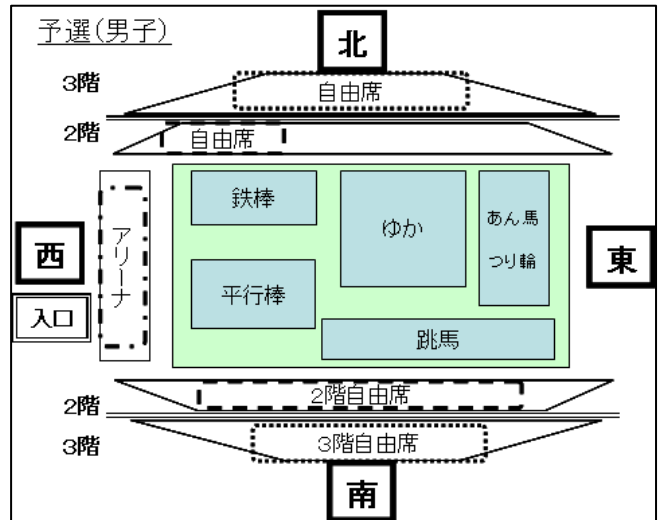 予選(男子)
北
3階
自由席
2階
自由席
鉄棒
ゆか
あん馬
つり輪
アリーナ
西
東
入口
平行棒
跳馬
2階自由席
2階
3階自由席
3階
南